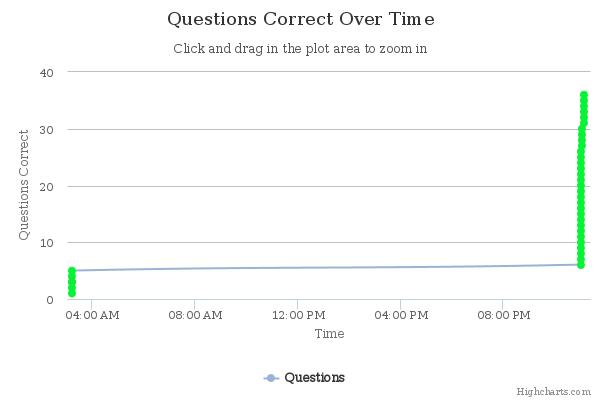 Questions Correct Over Time
Click and drag in the plot area to zoom in
Questions Correct
40
30
20
10
0
04:00 AM 08:00 AM 12:00 PM 04:00 PM 08:00 PM
Time
Questions
Highcharts.com